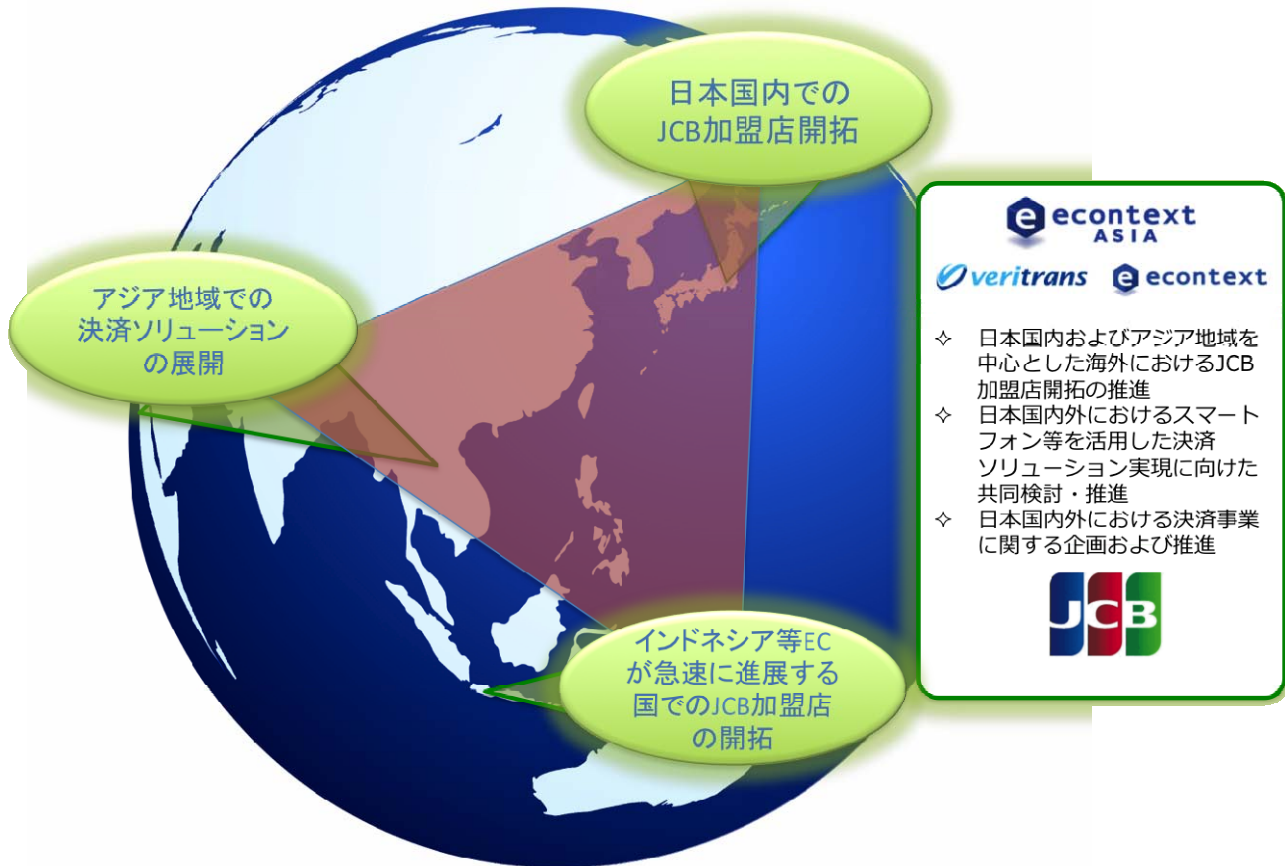 日本国内での
JCB加盟店開拓
アジア地域での
決済ソリューション
の展開
インドネシア等EC
が急速に進展する
国でのJCB加盟店
の開拓
econtext
ASIA
veritrans
econtext
✧ 日本国内およびアジア地域を
中心とした海外におけるJCB
加盟店開拓の推進
✧ 日本国内外におけるスマート
フォン等を活用した決済
ソリューション実現に向けた
共同検討・推進
✧ 日本国内外における決済事業
に関する企画および推進
JCB